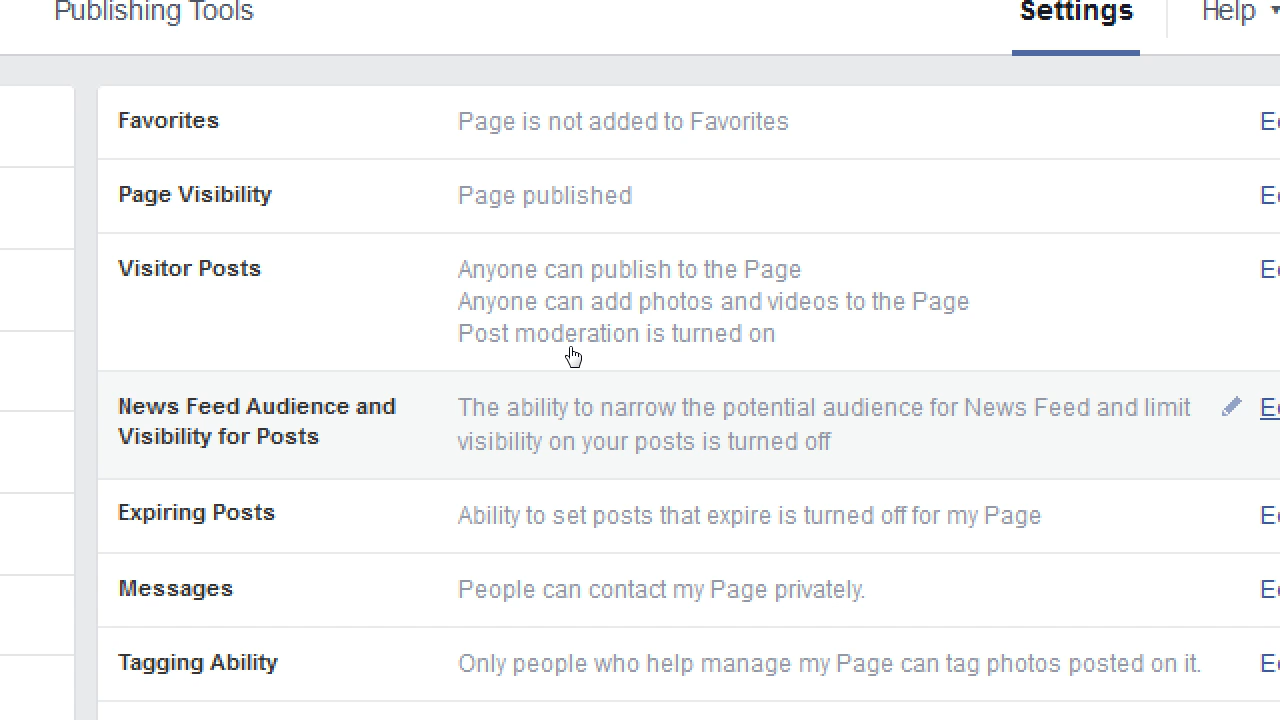 Publishing Tools Settings Help
Favorites Page is not added to Favorites
Page Visibility Page published
Visitor Posts Anyone can publish to the Page
Anyone can add photos and videos to the Page
Post moderation is turned on
News Feed Audience and The ability to narrow the potential audience for News Feed and limit
Visibility for Posts visibility on your posts is turned off
Expiring Posts Ability to set posts that expire is turned off for my Page
Messages People can contact my Page privately.
Tagging Ability Only people who help manage my Page can tag photos posted on it.